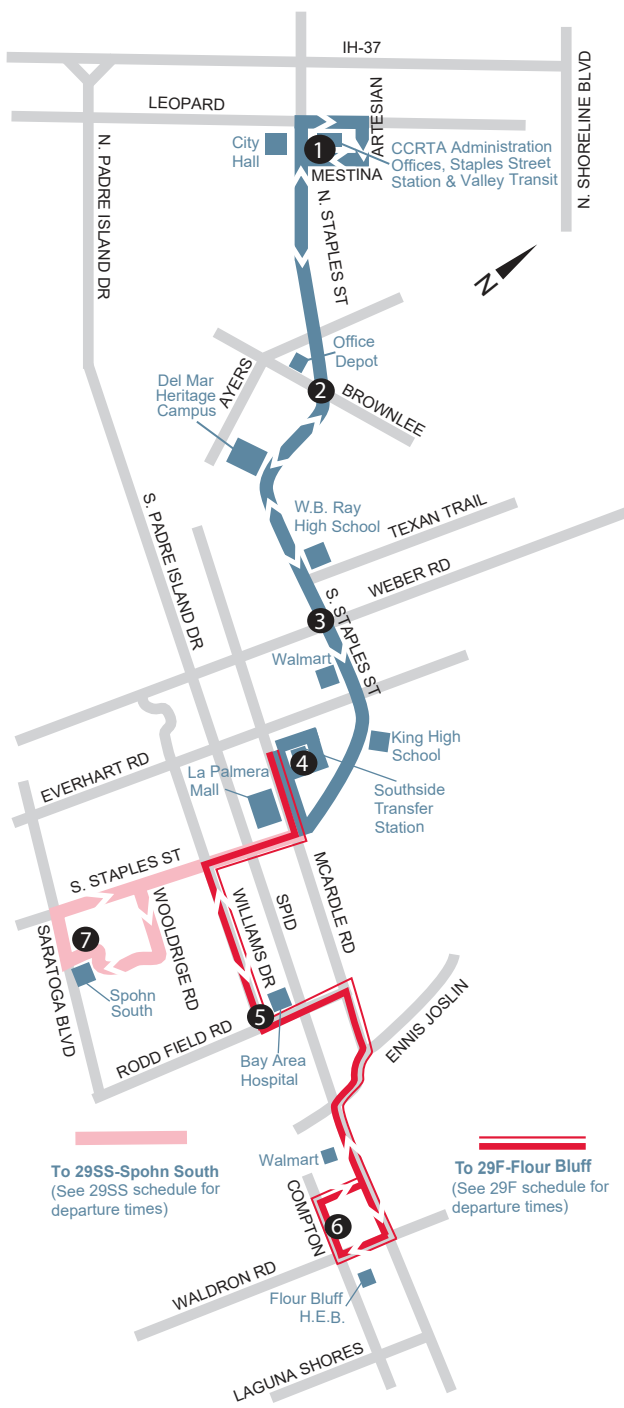 IH-37
LEOPARD
ARTESIAN
N. SHORELINE BLVD
City
Hall
1
MESTINA
CCRTA Administration
Offices, Staples Street
Station & Valley Transit
N. PADRE ISLAND DR
N. STAPLES ST
N
Office
Depot
AYERS
2
BROWNLEE
Del Mar
Heritage
Campus
W.B. Ray
High School
TEXAN TRAIL
S. PADRE ISLAND DR
WEBER RD
3
S. STAPLES ST
Walmart
King High
School
EVERHART RD
4
La Palmera
Mall
Southside
Transfer
Station
S. STAPLES ST
MCARDLE RD
SPID
WILLIAMS DR
WOOLDRIGE RD
7
SARATOGA BLVD
Spohn
South
5
RODD FIELD RD
ENNIS JOSLIN
Bay Area
Hospital
To 29SS-Spohn South
(See 29SS schedule for
departure times)
Walmart
To 29F-Flour Bluff
(See 29F schedule for
departure times)
COMPTON
6
WALDRON RD
Flour Bluff
H.E.B.
LAGUNA SHORES